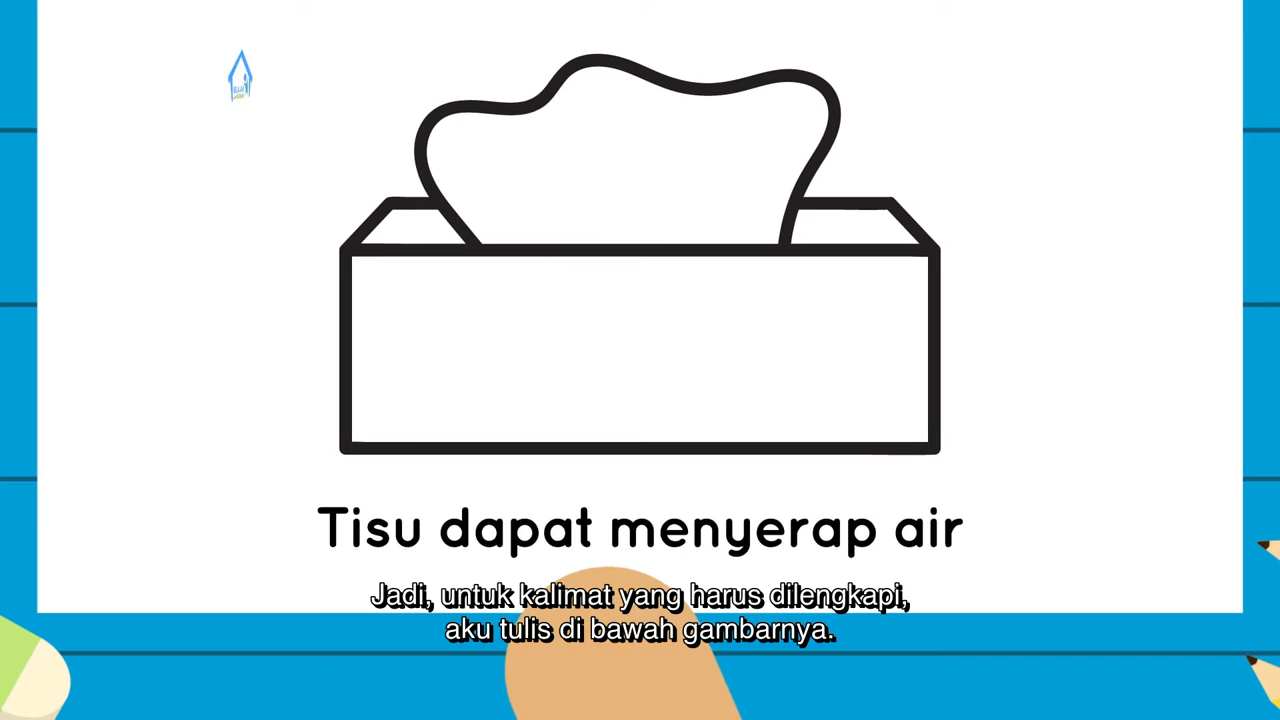 Tisu dapat menyerap air
Jadi, untuk kalimat yang harus dilengkapi,
aku tulis di bawah gambarnya.